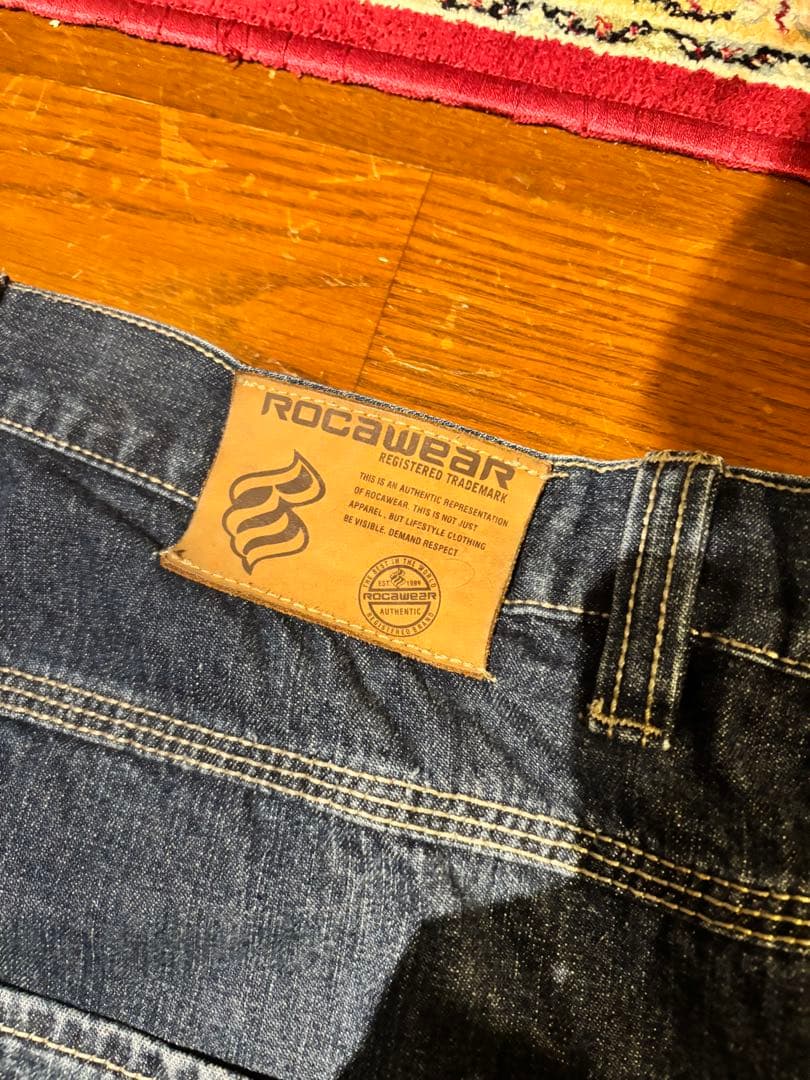 ROCAWEAR
REGISTERED TRADEMARK
THIS IS AN AUTHENTIC REPRESENTATION
OF ROCAWEAR. THIS IS NOT JUST
APPAREL, BUT LIFESTYLE CLOTHING
BE VISIBLE. DEMAND RESPECT
THE BEST IN THE WORLD
EST 1999
ROCAWEAR
AUTHENTIC
REGISTERED BRAND